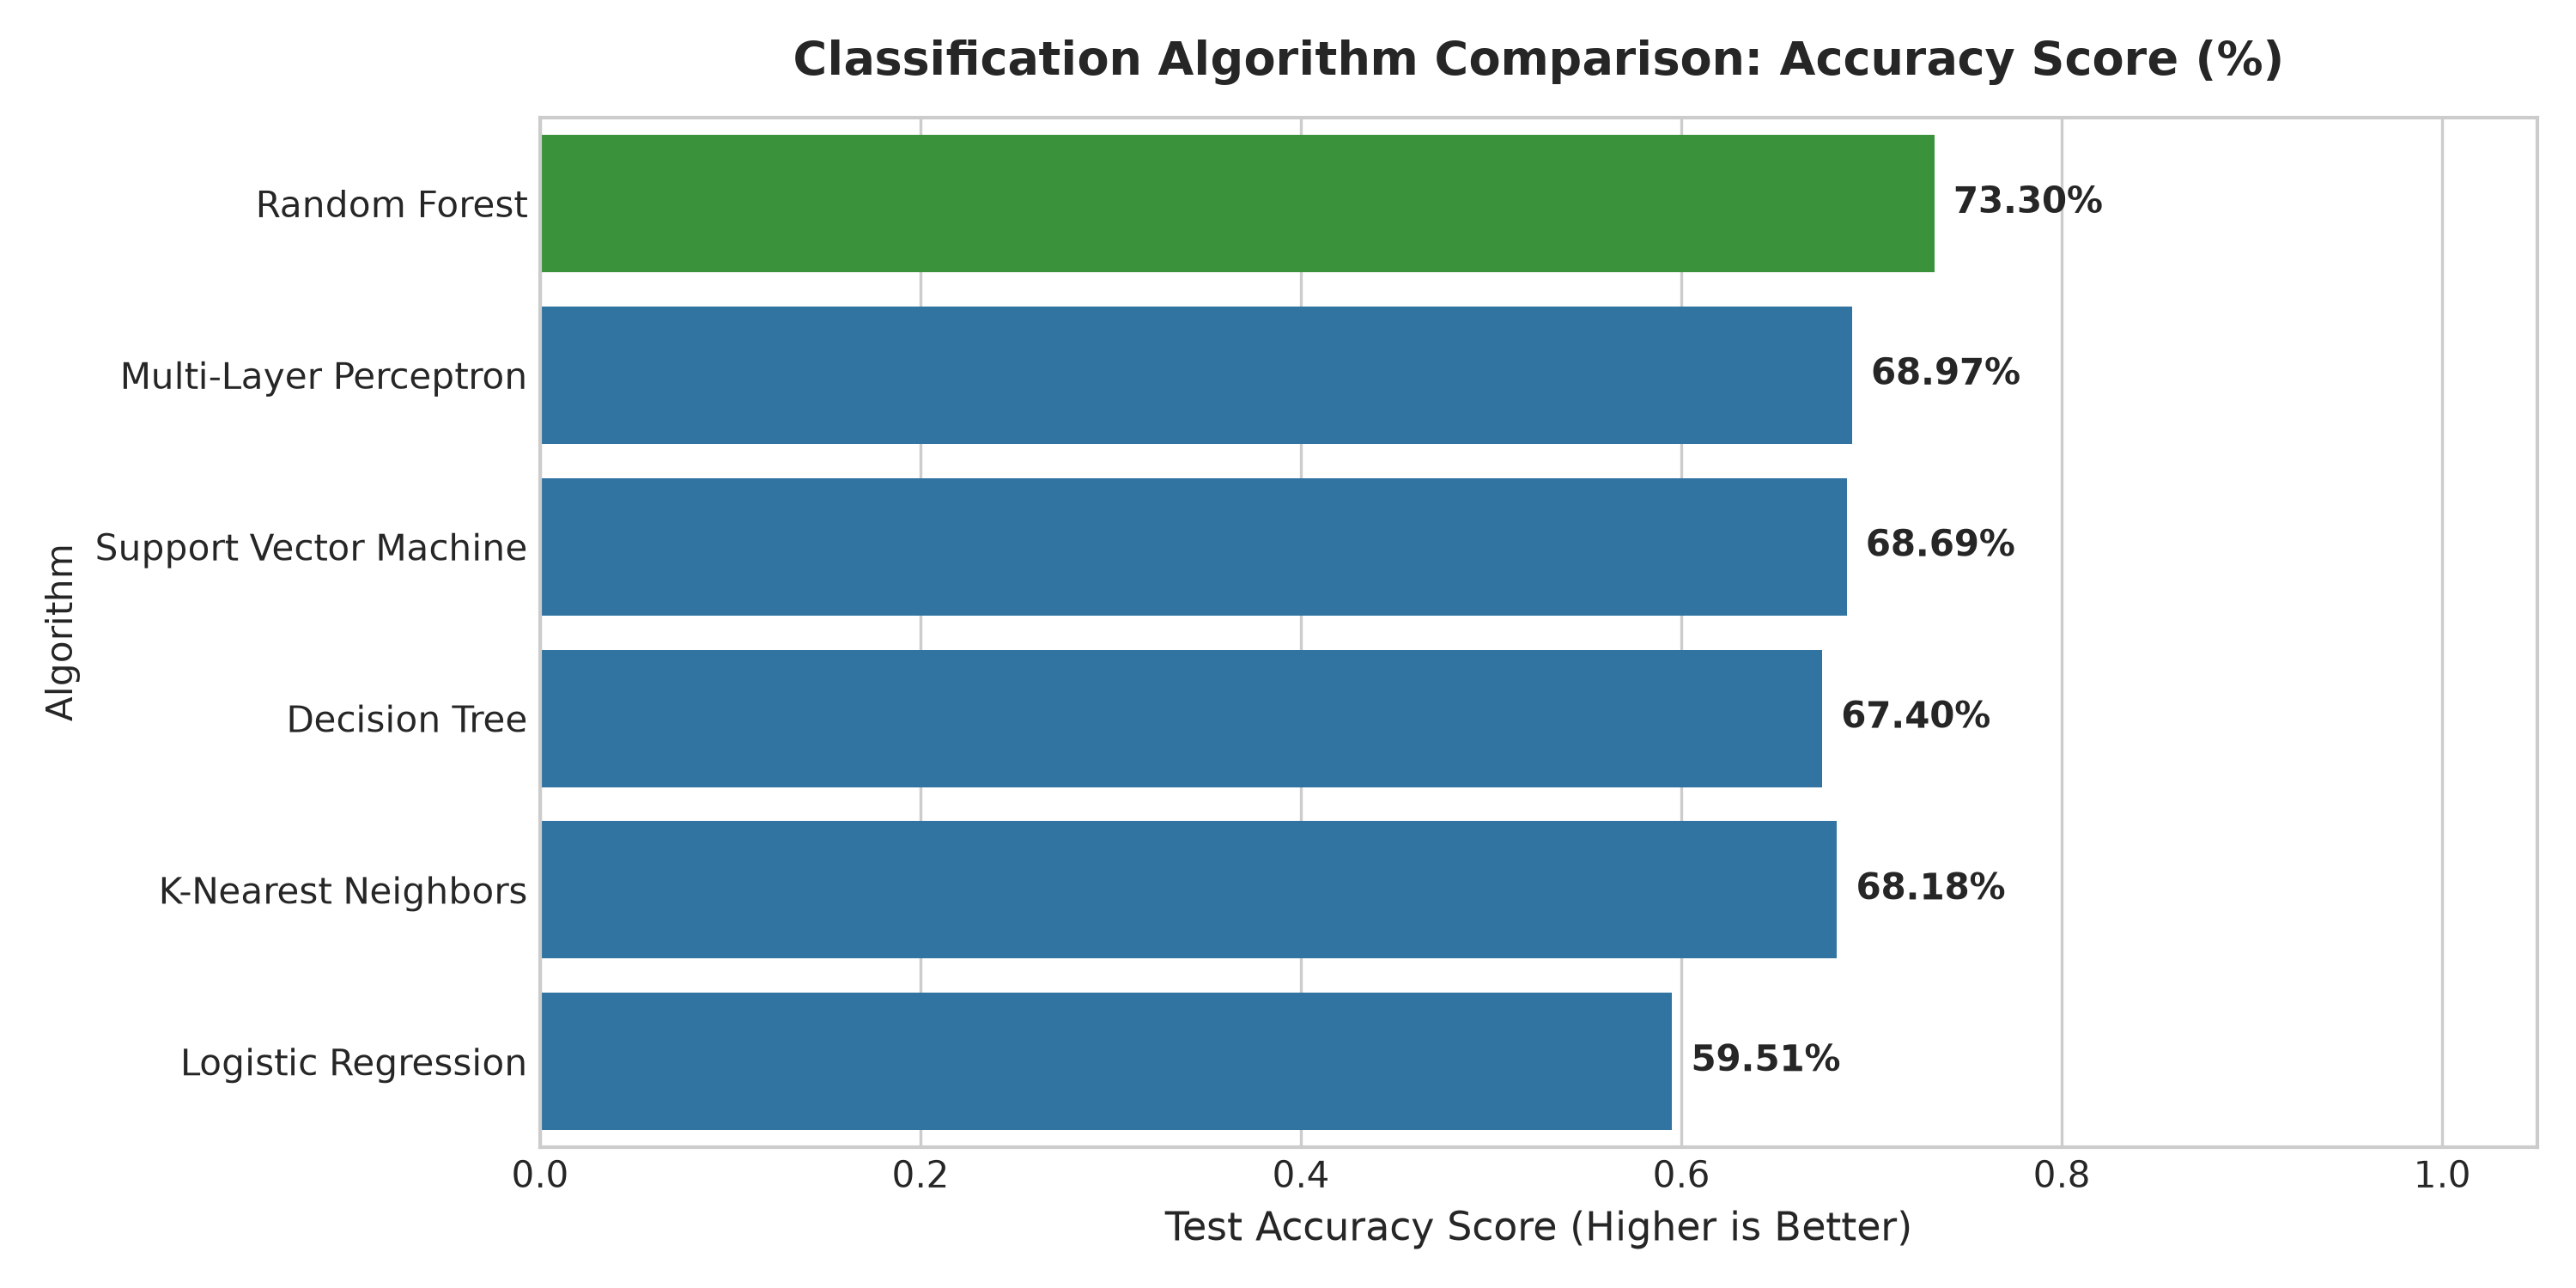 Classification Algorithm Comparison: Accuracy Score (%)
Algorithm
Random Forest
73.30%
Multi-Layer Perceptron
68.97%
Support Vector Machine
68.69%
Decision Tree
67.40%
K-Nearest Neighbors
68.18%
Logistic Regression
59.51%
0.0 0.2 0.4 0.6 0.8 1.0
Test Accuracy Score (Higher is Better)